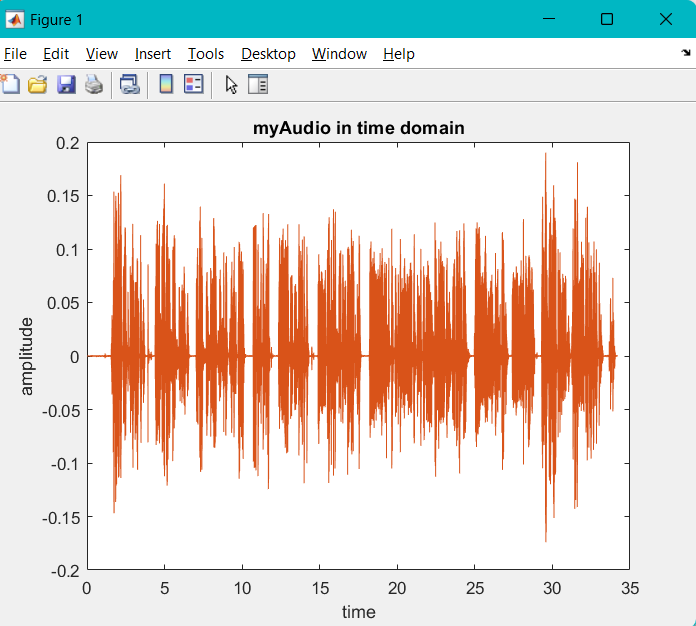 Figure 1
File Edit View Insert Tools Desktop Window Help
myAudio in time domain
0.2
0.15
0.1
0.05
0
-0.05
-0.1
-0.15
-0.2
amplitude
0 5 10 15 20 25 30 35
time